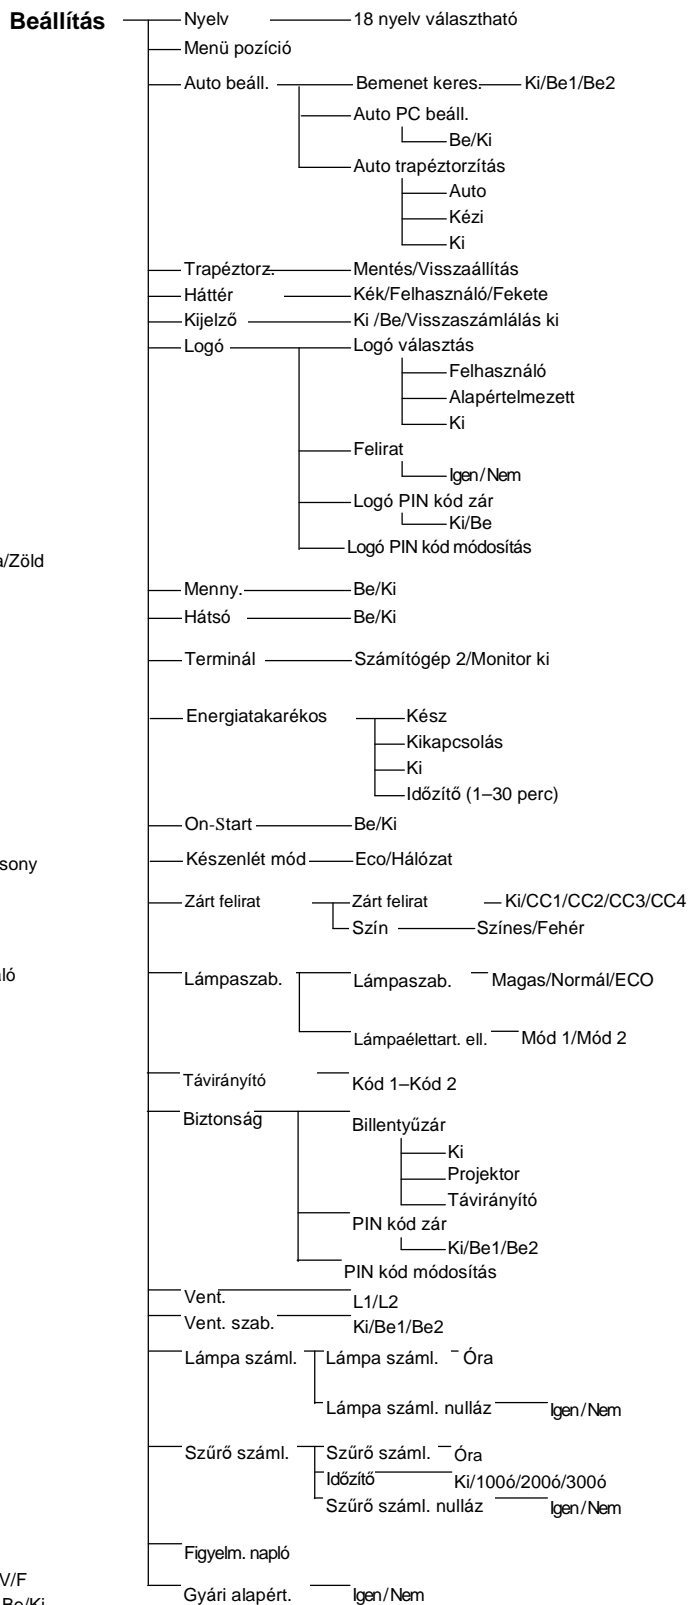 Beállítás Nyelv 18 nyelv választható
Menü pozíció
Auto beáll. Bemenet keres. Ki/Be1/Be2
Auto PC beáll.
Be/Ki
Auto trapéztorzítás
Auto
Kézi
Ki
Trapéztorz. Mentés/Visszaállítás
Háttér Kék/Felhasználó/Fekete
Kijelző Ki /Be/Visszaszámlálás ki
Logó Logó választás
Felhasználó
Alapértelmezett
Ki
Felirat
Igen/Nem
Logó PIN kód zár
Ki/Be
Logó PIN kód módosítás
/Zöld
Menny. Be/Ki
Hátsó Be/Ki
Terminál Számítógép 2/Monitor ki
Energiatakarékos Kész
Kikapcsolás
Ki
Időzítő (1–30 perc)
On-Start Be/Ki
Készenlét mód Eco/Hálózat
sony
Zárt felirat Zárt felirat Ki/CC1/CC2/CC3/CC4
Szín Színes/Fehér
ló
Lámpaszab. Lámpaszab. Magas/Normál/ECO
Lámpaélettart. ell. Mód 1/Mód 2
Távirányító Kód 1–Kód 2
Biztonság Billentyűzár
Ki
Projektor
Távirányító
PIN kód zár
Ki/Be1/Be2
PIN kód módosítás
Vent. L1/L2
Vent. szab. Ki/Be1/Be2
Lámpa száml. Lámpa száml. Óra
Lámpa száml. nulláz Igen/Nem
Szűrő száml. Szűrő száml. Óra
Időzítő Ki/100ó/200ó/300ó
Szűrő száml. nulláz Igen/Nem
Figyelm. napló
V/F
Gyári alapért. Igen/Nem
Be/Ki